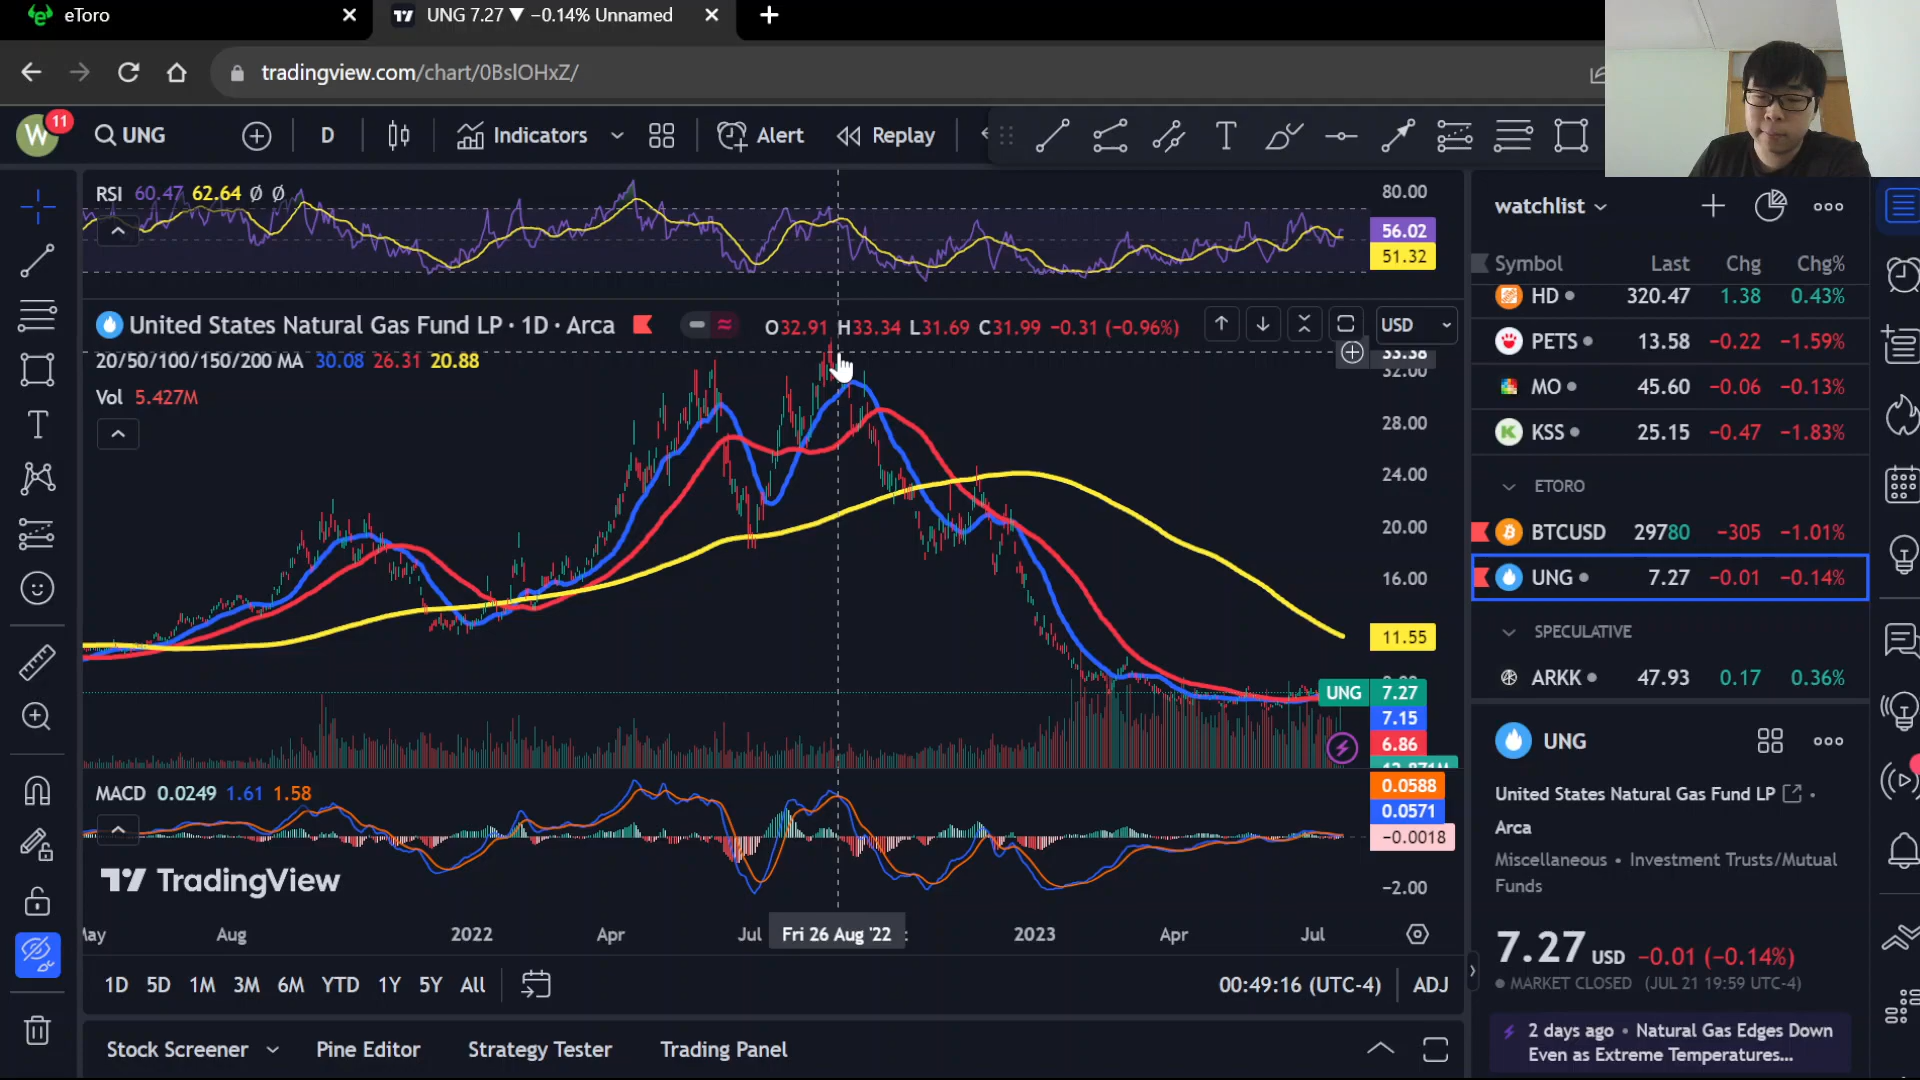 eToro
UNG 7.27 ▼ −0.14% Unnamed
tradingview.com/chart/0BslOHxZ/
W
11
UNG
D
Indicators
Alert
Replay
RSI 60.47 62.64 Ø Ø
80.00
56.02
51.32
United States Natural Gas Fund LP · 1D · Arca
O32.91 H33.34 L31.69 C31.99 −0.31 (−0.96%)
USD
20/50/100/150/200 MA 30.08 26.31 20.88
33.38
32.00
Vol 5.427M
28.00
24.00
20.00
16.00
11.55
UNG 7.27
7.15
6.86
MACD 0.0249 1.61 1.58
0.0588
0.0571
−0.0018
−2.00
TradingView
Aug
2022
Apr
Jul
Fri 26 Aug '22
2023
Apr
Jul
1D 5D 1M 3M 6M YTD 1Y 5Y All
00:49:16 (UTC-4)
ADJ
Stock Screener
Pine Editor
Strategy Tester
Trading Panel
watchlist
Symbol Last Chg Chg%
HD 320.47 1.38 0.43%
PETS 13.58 −0.22 −1.59%
MO 45.60 −0.06 −0.13%
KSS 25.15 −0.47 −1.83%
ETORO
BTCUSD 29780 −305 −1.01%
UNG 7.27 −0.01 −0.14%
SPECULATIVE
ARKK 47.93 0.17 0.36%
UNG
United States Natural Gas Fund LP
Arca
Miscellaneous • Investment Trusts/Mutual
Funds
7.27 USD −0.01 (−0.14%)
MARKET CLOSED (JUL 21 19:59 UTC-4)
2 days ago • Natural Gas Edges Down
Even as Extreme Temperatures...